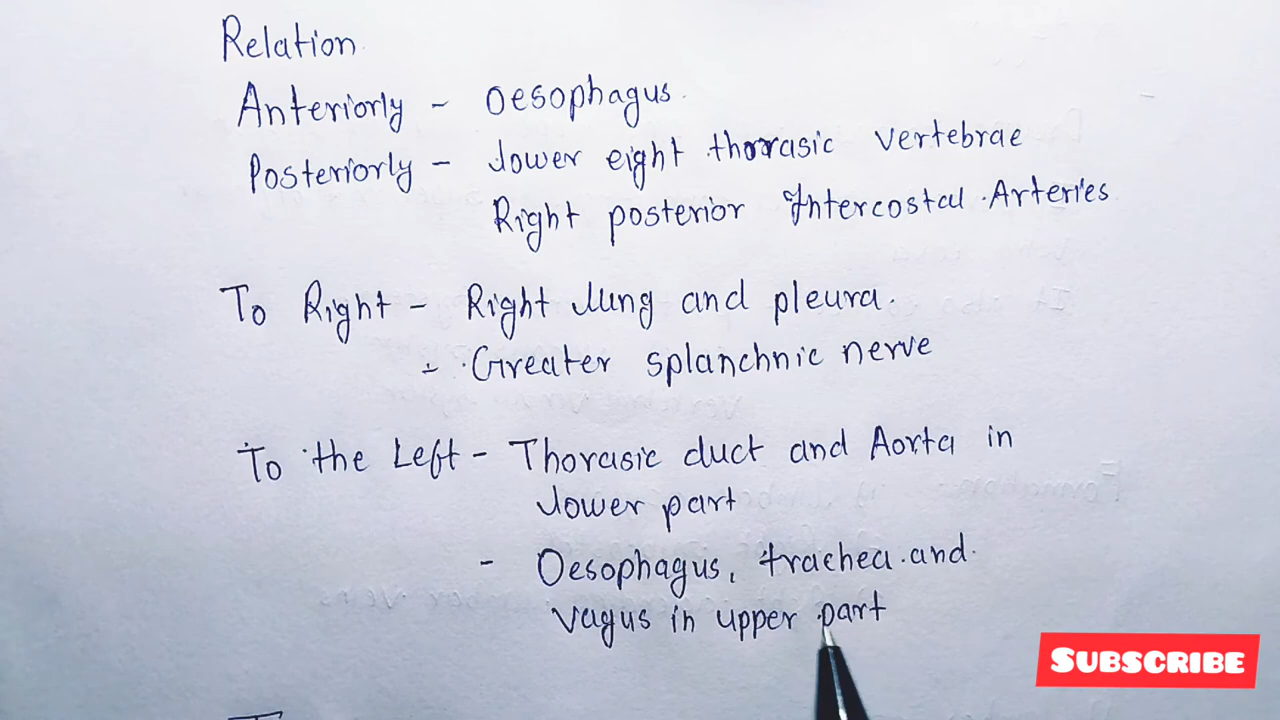 Relation
Anteriorly - Oesophagus.
Posteriorly - lower eight thorasic vertebrae
Right posterior Intercostal Arteries
To Right - Right lung and pleura.
- Greater splanchnic nerve
To the Left - Thorasic duct and Aorta in
lower part
- Oesophagus, trachea and
vagus in upper part
SUBSCRIBE